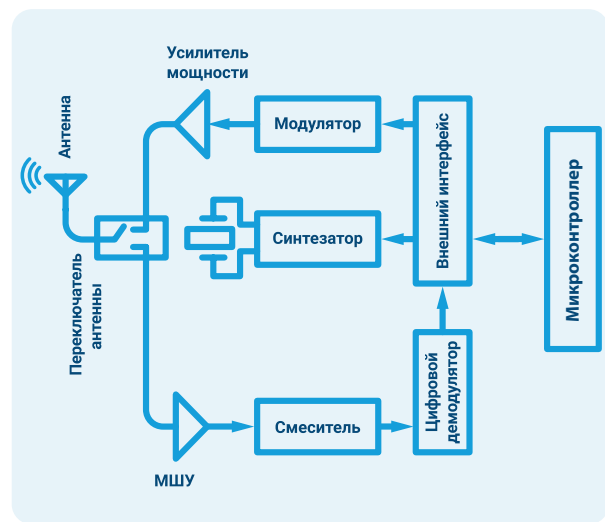 Усилитель
мощности
Антенна
Модулятор
Внешний интерфейс
Микроконтроллер
Синтезатор
Переключатель
антенны
Цифровой
демодулятор
Смеситель
МШУ